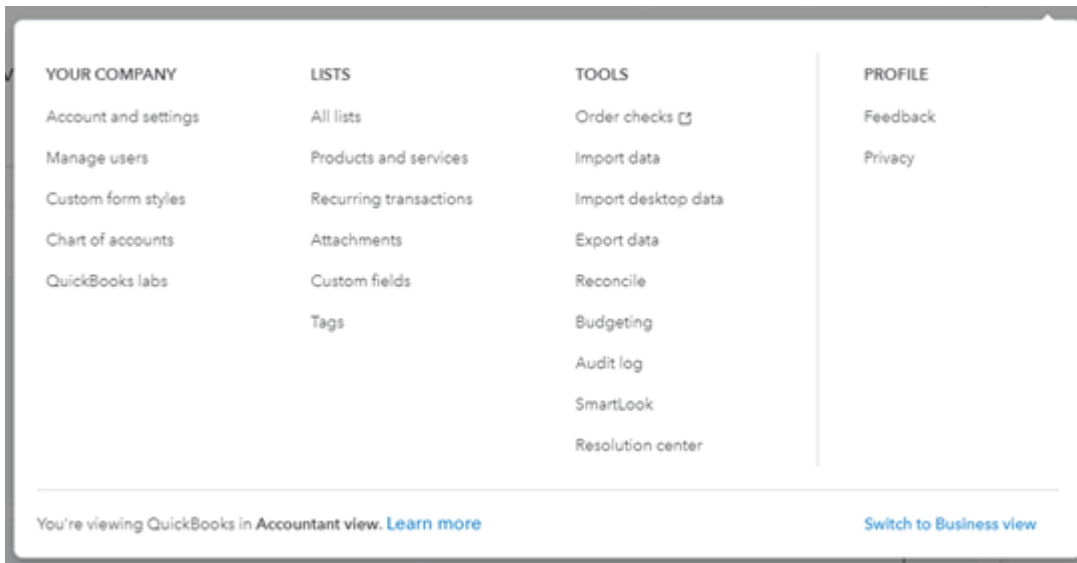 YOUR COMPANY
Account and settings
Manage users
Custom form styles
Chart of accounts
QuickBooks labs
LISTS
All lists
Products and services
Recurring transactions
Attachments
Custom fields
Tags
TOOLS
Order checks
Import data
Import desktop data
Export data
Reconcile
Budgeting
Audit log
SmartLook
Resolution center
PROFILE
Feedback
Privacy
You're viewing QuickBooks in Accountant view. Learn more
Switch to Business view